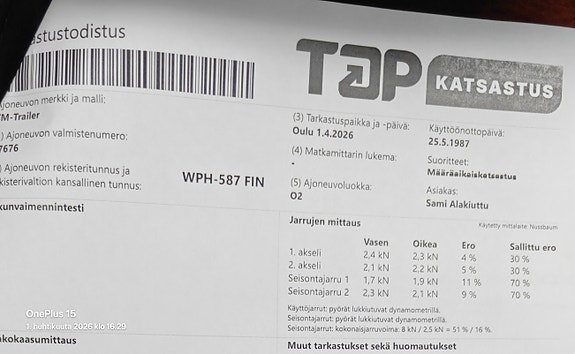 astustodistus
TOP KATSASTUS
Ajoneuvon merkki ja malli:
M-Trailer
(3) Tarkastuspaikka ja -päivä:
Oulu 1.4.2026
Käyttöönottopäivä:
25.5.1987
) Ajoneuvon valmistenumero:
7676
(4) Matkamittarin lukema:
-
Suoritteet:
Määräaikaiskatsastus
Ajoneuvon rekisteritunnus ja
kisterivaltion kansallinen tunnus:
WPH-587 FIN
(5) Ajoneuvoluokka:
O2
Asiakas:
Sami Alakiuttu
kunvaimennintesti
Jarrujen mittaus
Käytetty mittalaite: Nussbaum
Vasen Oikea Ero Sallittu ero
1. akseli 2,4 kN 2,3 kN 4 % 30 %
2. akseli 2,1 kN 2,2 kN 5 % 30 %
Seisontajarru 1 1,7 kN 1,9 kN 11 % 70 %
Seisontajarru 2 2,3 kN 2,1 kN 9 % 70 %
Käyttöjarrut: pyörät lukkiutuvat dynamometrillä.
Seisontajarrut: pyörät lukkiutuvat dynamometrillä.
Seisontajarrut: kokonaisjarruvoima: 8 kN / 2,5 kN = 51 % / 16 %.
OnePlus 15
1. huhtikuuta 2026 klo 16:29
akokaasumittaus
Muut tarkastukset sekä huomautukset